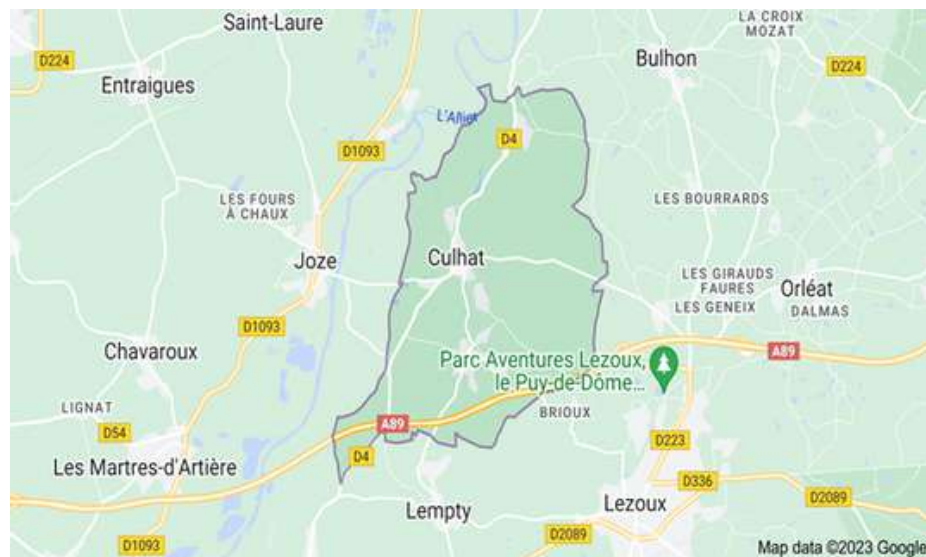 Saint-Laure
LA CROIX
MOZAT
D224
Bulhon
D224
Entraigues
L'Allier
D4
D1093
LES FOURS
À CHAUX
LES BOURRARDS
Joze
Culhat
LES GIRAUDS
FAURES
Orléat
LES GENEIX
DALMAS
D1093
Chavaroux
Parc Aventures Lezoux,
le Puy-de-Dôme...
A89
LIGNAT
BRIOUX
D54
A89
D223
Les Martres-d'Artière
D4
D336
Lempty
Lezoux
D2089
D2089
D1093
Map data ©2023 Google